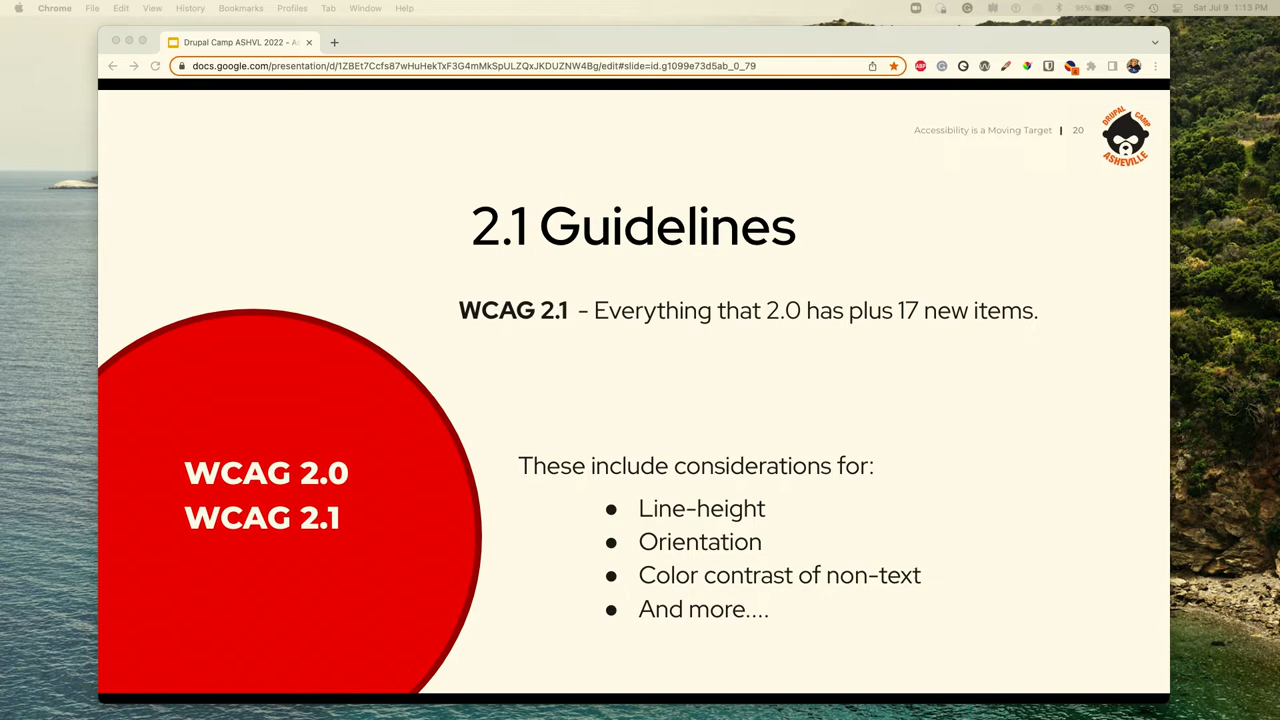 Chrome File Edit View History Bookmarks Profiles Tab Window Help 95% Sat Jul 9 1:13 PM
Drupal Camp ASHVL 2022 -
docs.google.com/presentation/d/1ZBEt7Ccfs87wHuHekTxF3G4mMkSpULZQxJKDUZNW4Bg/edit#slide=id.g1099e73d5ab_0_79
Accessibility is a Moving Target | 20
DRUPAL CAMP
ASHEVILLE
2.1 Guidelines
WCAG 2.1 - Everything that 2.0 has plus 17 new items.
WCAG 2.0
WCAG 2.1
These include considerations for:
● Line-height
● Orientation
● Color contrast of non-text
● And more....